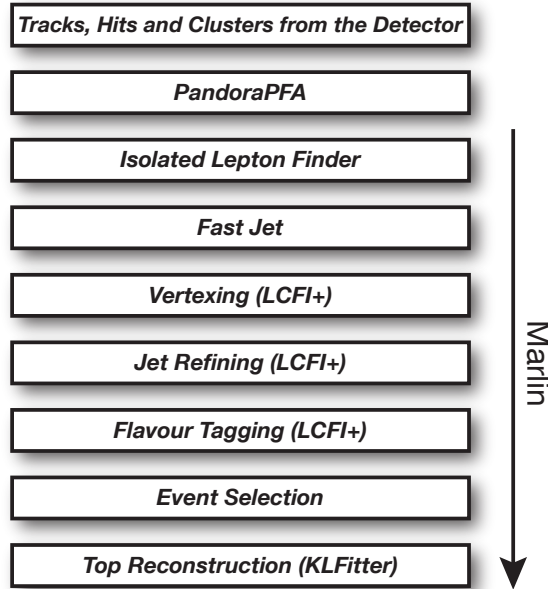 Tracks, Hits and Clusters from the Detector
PandoraPFA
Isolated Lepton Finder
Fast Jet
Vertexing (LCFI+)
Jet Refining (LCFI+)
Flavour Tagging (LCFI+)
Event Selection
Top Reconstruction (KLFitter)
Marlin